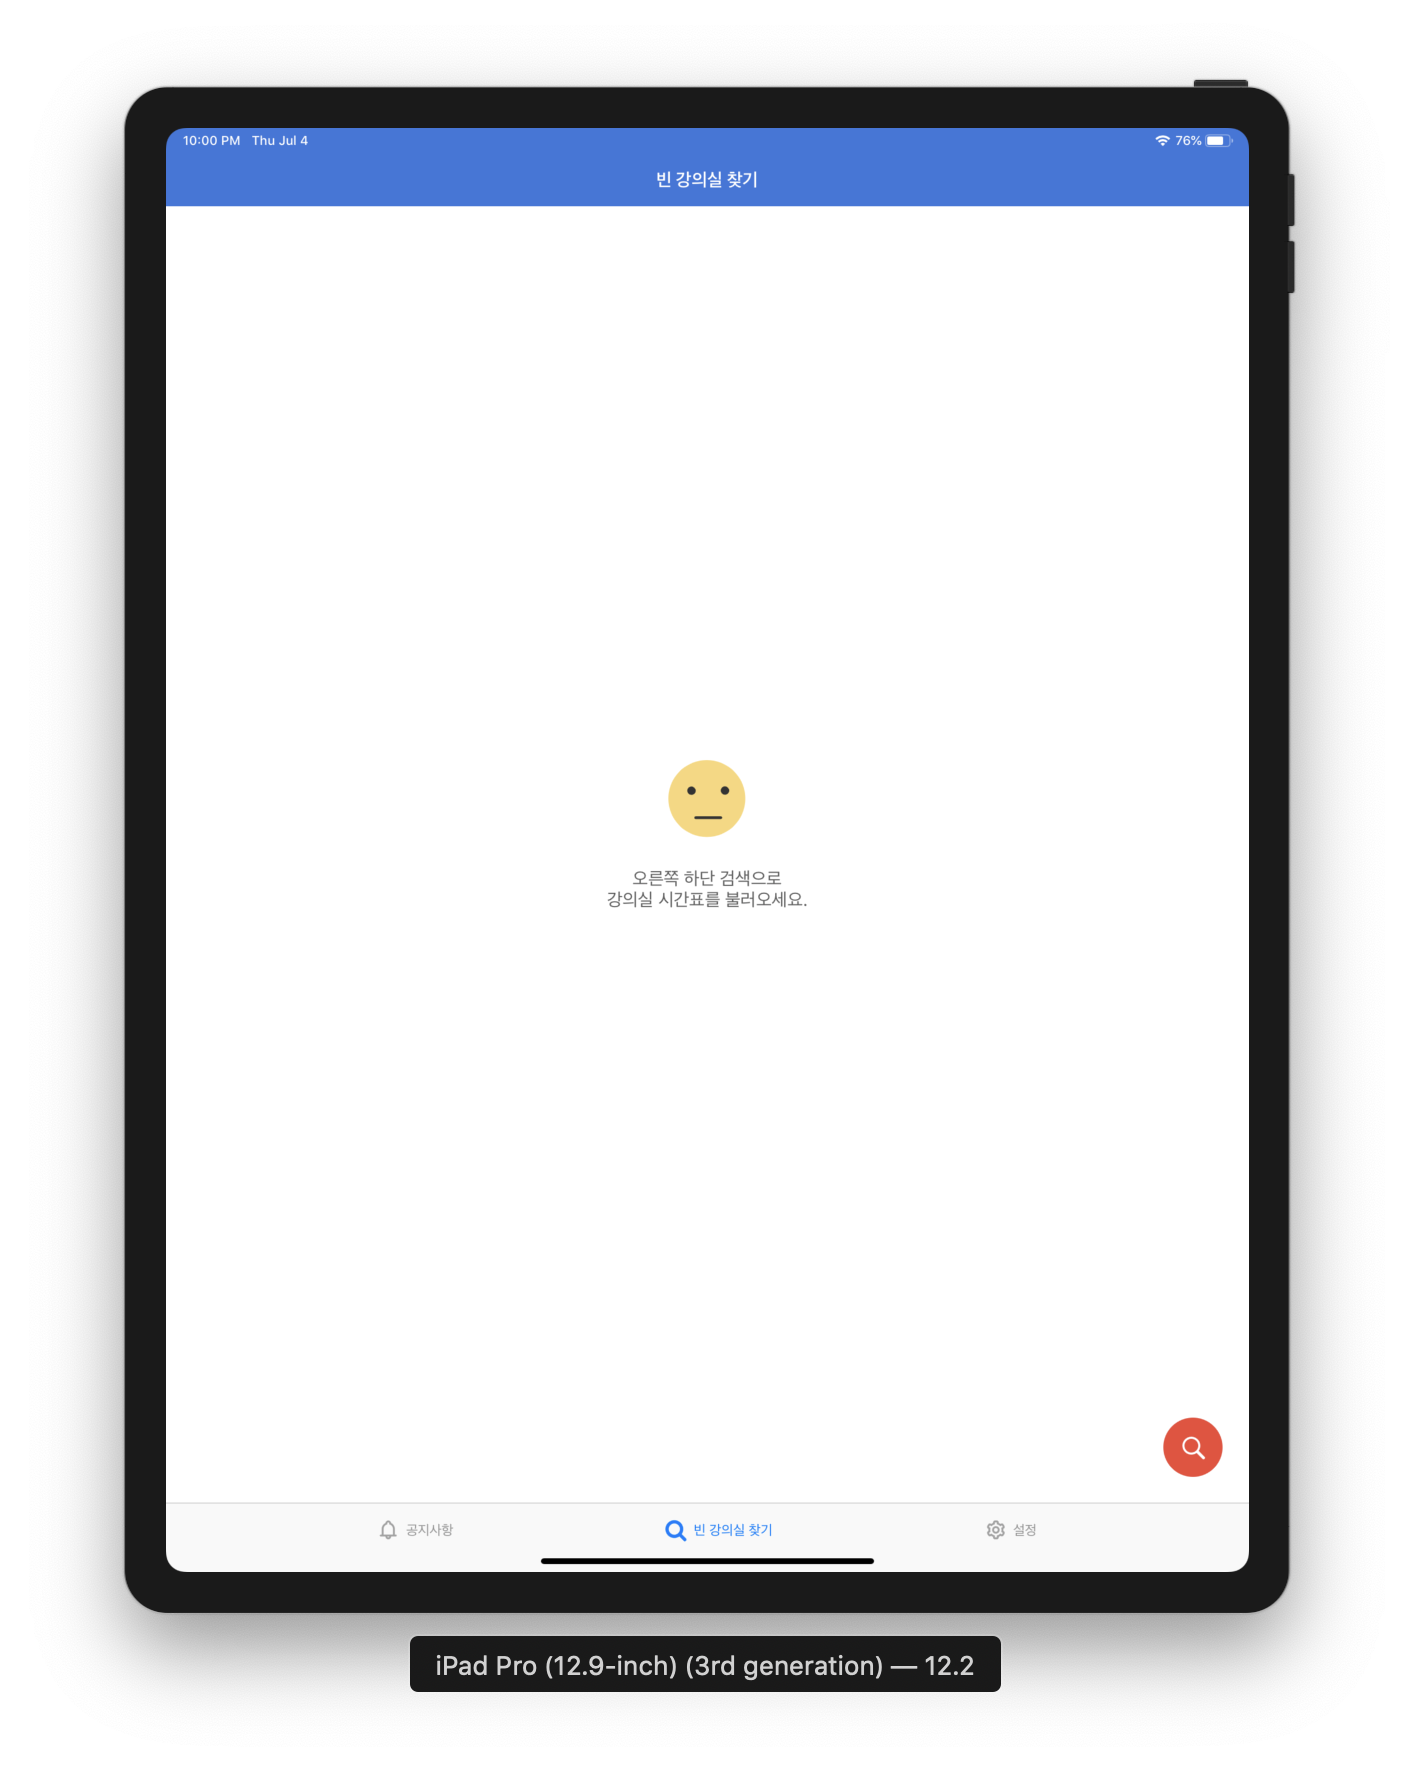 10:00 PM Thu Jul 4
76%
빈 강의실 찾기
오른쪽 하단 검색으로
강의실 시간표를 불러오세요.
공지사항
빈 강의실 찾기
설정
iPad Pro (12.9-inch) (3rd generation) — 12.2